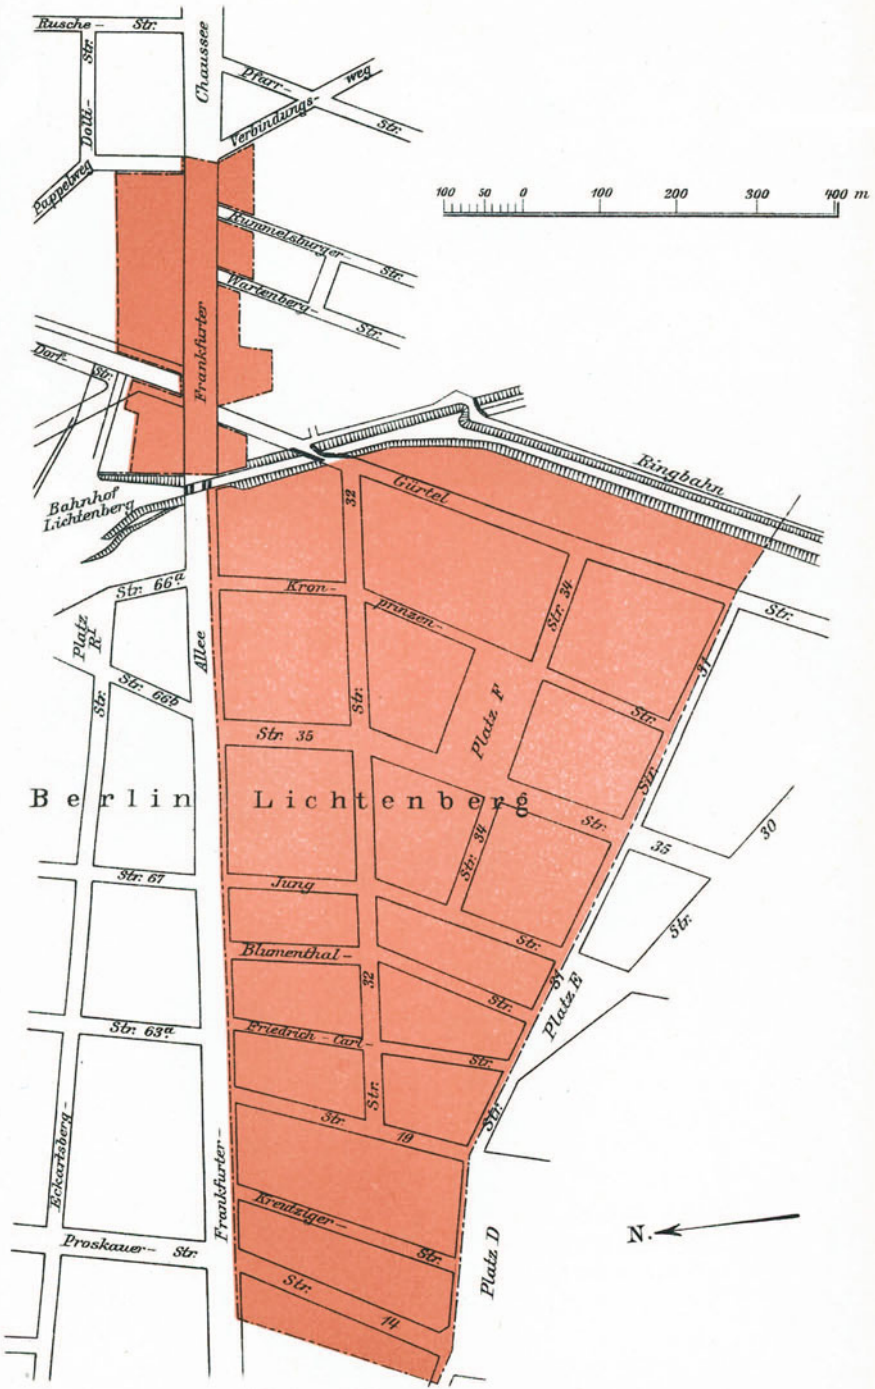 Rusche- Str.
Chaussee
Dolli- Str.
Pfarr- Str.
Verbindungs- weg
Pappelweg
100 50 0 100 200 300 400 m
Rummelsburger- Str.
Wartenberg- Str.
Frankfurter
Dorf- Str.
Ringbahn
Bahnhof
Lichtenberg
32
Gürtel
Str. 66a
Kron- prinzen-
Str. 34
Str.
Platz
R1
Allee
31
Str. 66b
Str.
Str.
Platz F
Str.
Str. 35
Str.
Berlin Lichtenberg
Str.
30
Str. 34
35
Str. 67
Jung
Str.
Str.
Blumenthal-
32
31
Platz E
Str.
Str. 63a
Friedrich-Carl-
Str.
Str.
Str. 19
Str.
Eckartsberg-
Frankfurter-
Kreutziger-
Str.
N.
Proskauer- Str.
Platz D
Str. 14